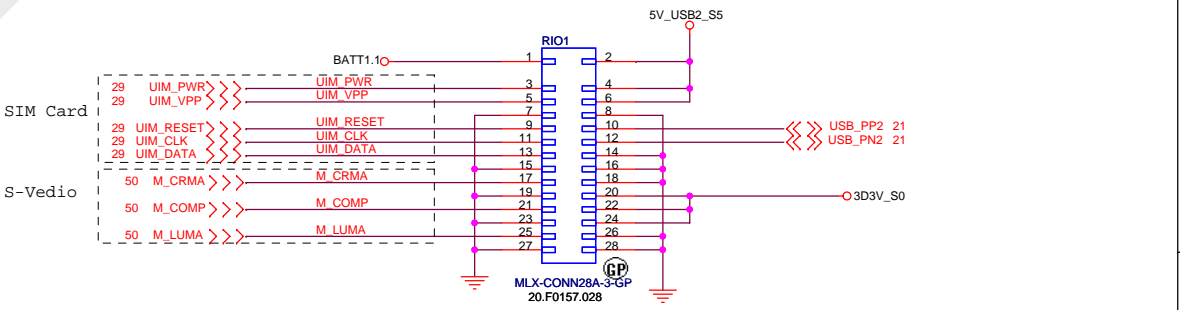 5V_USB2_S5
RIO1
BATT1.1 1 2
29 UIM_PWR UIM_PWR 3 4
29 UIM_VPP UIM_VPP 5 6
SIM Card 7 8
29 UIM_RESET UIM_RESET 9 10 USB_PP2 21
29 UIM_CLK UIM_CLK 11 12 USB_PN2 21
29 UIM_DATA UIM_DATA 13 14
15 16
50 M_CRMA M_CRMA 17 18
S-Vedio 19 20 3D3V_S0
50 M_COMP M_COMP 21 22
23 24
50 M_LUMA M_LUMA 25 26
27 28
GP
MLX-CONN28A-3-GP
20.F0157.028